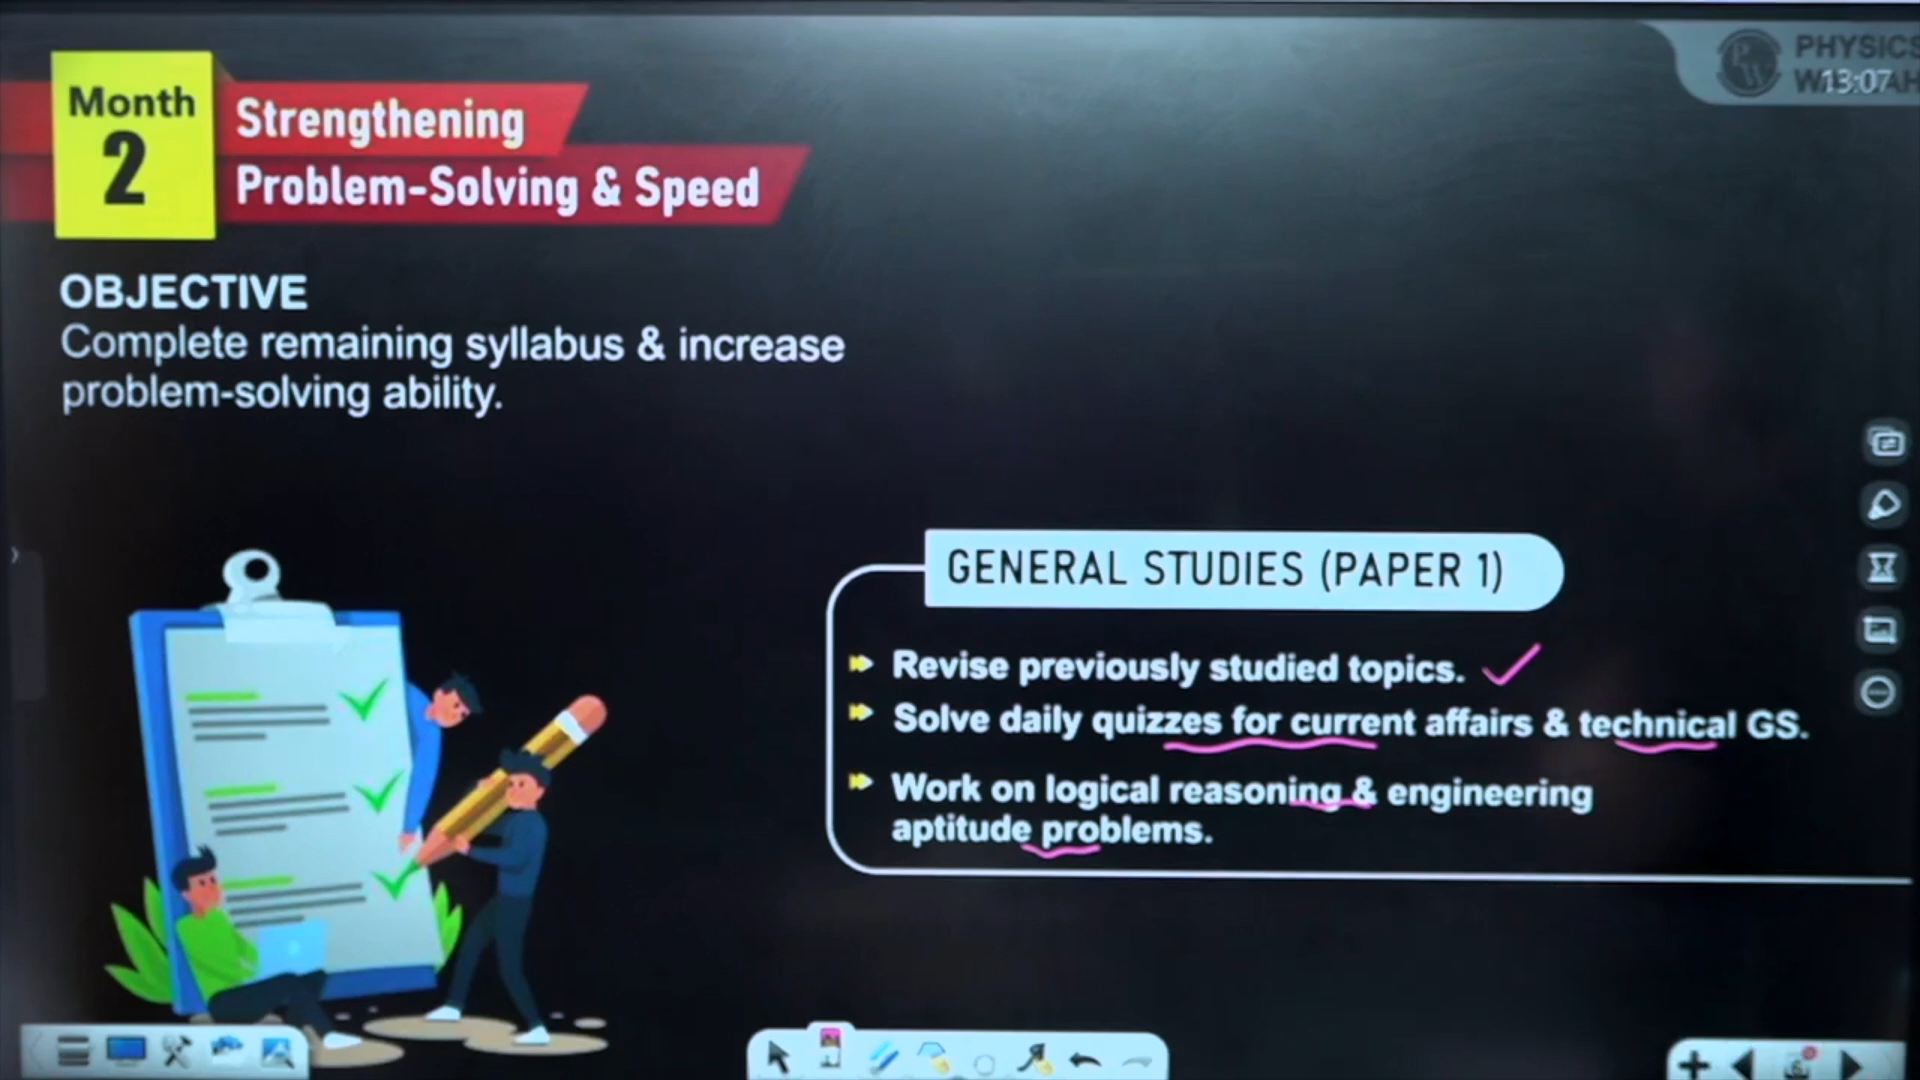 PHYSICS
13:07
Month
2
Strengthening
Problem-Solving & Speed
OBJECTIVE
Complete remaining syllabus & increase
problem-solving ability.
GENERAL STUDIES (PAPER 1)
Revise previously studied topics.
Solve daily quizzes for current affairs & technical GS.
Work on logical reasoning & engineering
aptitude problems.